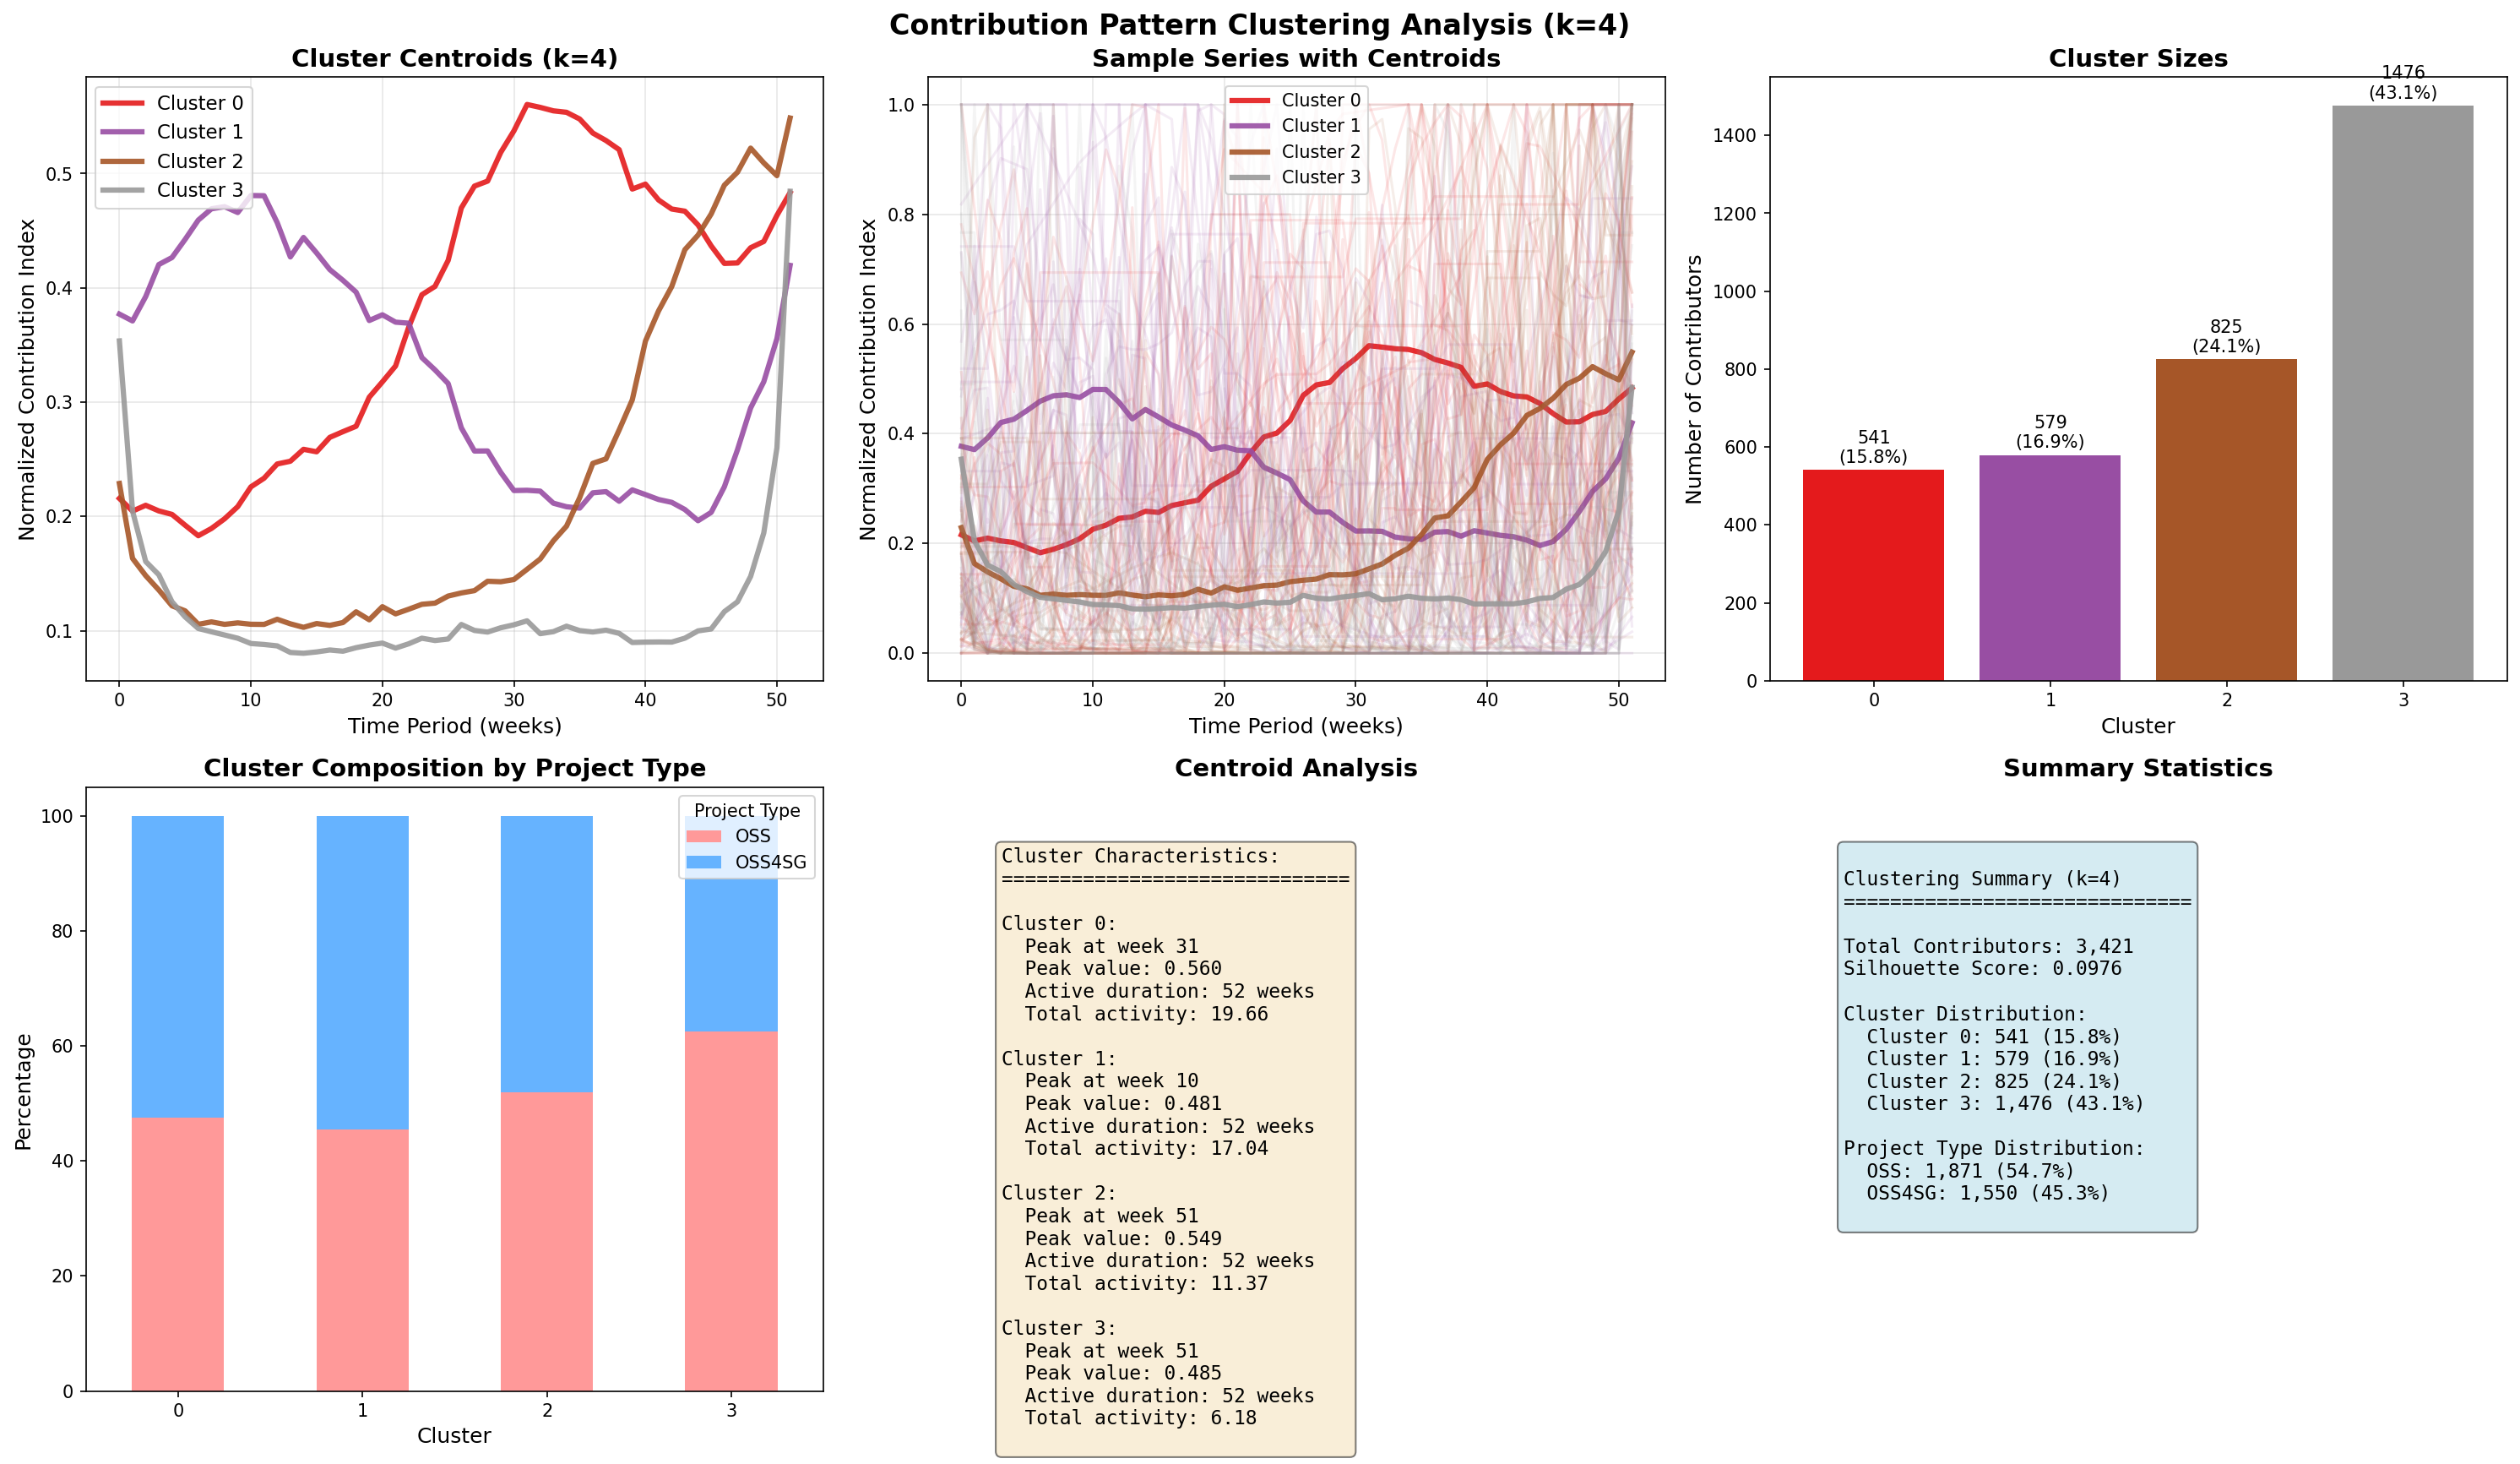 Contribution Pattern Clustering Analysis (k=4)
Cluster Centroids (k=4)
Normalized Contribution Index
0.5
0.4
0.3
0.2
0.1
Cluster 0
Cluster 1
Cluster 2
Cluster 3
0 10 20 30 40 50
Time Period (weeks)
Sample Series with Centroids
Normalized Contribution Index
1.0
0.8
0.6
0.4
0.2
0.0
Cluster 0
Cluster 1
Cluster 2
Cluster 3
0 10 20 30 40 50
Time Period (weeks)
Cluster Sizes
Number of Contributors
1400
1200
1000
800
600
400
200
0
541
(15.8%)
579
(16.9%)
825
(24.1%)
1476
(43.1%)
0 1 2 3
Cluster
Cluster Composition by Project Type
Percentage
100
80
60
40
20
0
Project Type
OSS
OSS4SG
0 1 2 3
Cluster
Centroid Analysis
Cluster Characteristics:
==============================
Cluster 0:
Peak at week 31
Peak value: 0.560
Active duration: 52 weeks
Total activity: 19.66
Cluster 1:
Peak at week 10
Peak value: 0.481
Active duration: 52 weeks
Total activity: 17.04
Cluster 2:
Peak at week 51
Peak value: 0.549
Active duration: 52 weeks
Total activity: 11.37
Cluster 3:
Peak at week 51
Peak value: 0.485
Active duration: 52 weeks
Total activity: 6.18
Summary Statistics
Clustering Summary (k=4)
==============================
Total Contributors: 3,421
Silhouette Score: 0.0976
Cluster Distribution:
Cluster 0: 541 (15.8%)
Cluster 1: 579 (16.9%)
Cluster 2: 825 (24.1%)
Cluster 3: 1,476 (43.1%)
Project Type Distribution:
OSS: 1,871 (54.7%)
OSS4SG: 1,550 (45.3%)